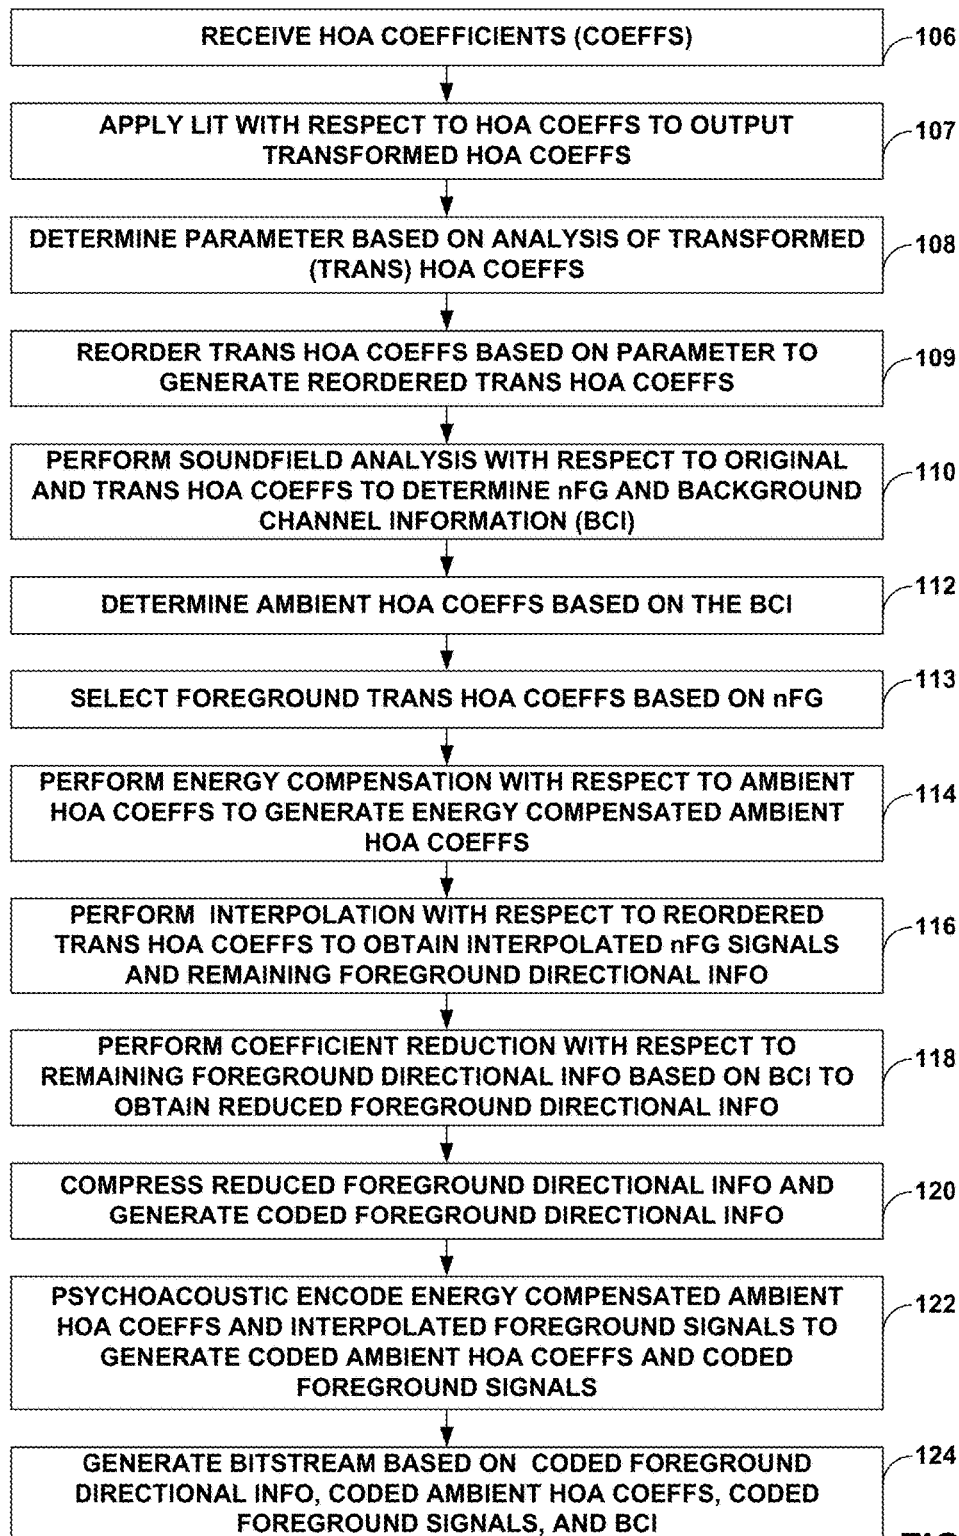 RECEIVE HOA COEFFICIENTS (COEFFS)
106
APPLY LIT WITH RESPECT TO HOA COEFFS TO OUTPUT
TRANSFORMED HOA COEFFS
107
DETERMINE PARAMETER BASED ON ANALYSIS OF TRANSFORMED
(TRANS) HOA COEFFS
108
REORDER TRANS HOA COEFFS BASED ON PARAMETER TO
GENERATE REORDERED TRANS HOA COEFFS
109
PERFORM SOUNDFIELD ANALYSIS WITH RESPECT TO ORIGINAL
AND TRANS HOA COEFFS TO DETERMINE nFG AND BACKGROUND
CHANNEL INFORMATION (BCI)
110
DETERMINE AMBIENT HOA COEFFS BASED ON THE BCI
112
SELECT FOREGROUND TRANS HOA COEFFS BASED ON nFG
113
PERFORM ENERGY COMPENSATION WITH RESPECT TO AMBIENT
HOA COEFFS TO GENERATE ENERGY COMPENSATED AMBIENT
HOA COEFFS
114
PERFORM INTERPOLATION WITH RESPECT TO REORDERED
TRANS HOA COEFFS TO OBTAIN INTERPOLATED nFG SIGNALS
AND REMAINING FOREGROUND DIRECTIONAL INFO
116
PERFORM COEFFICIENT REDUCTION WITH RESPECT TO
REMAINING FOREGROUND DIRECTIONAL INFO BASED ON BCI TO
OBTAIN REDUCED FOREGROUND DIRECTIONAL INFO
118
COMPRESS REDUCED FOREGROUND DIRECTIONAL INFO AND
GENERATE CODED FOREGROUND DIRECTIONAL INFO
120
PSYCHOACOUSTIC ENCODE ENERGY COMPENSATED AMBIENT
HOA COEFFS AND INTERPOLATED FOREGROUND SIGNALS TO
GENERATE CODED AMBIENT HOA COEFFS AND CODED
FOREGROUND SIGNALS
122
GENERATE BITSTREAM BASED ON CODED FOREGROUND
DIRECTIONAL INFO, CODED AMBIENT HOA COEFFS, CODED
FOREGROUND SIGNALS, AND BCI
124